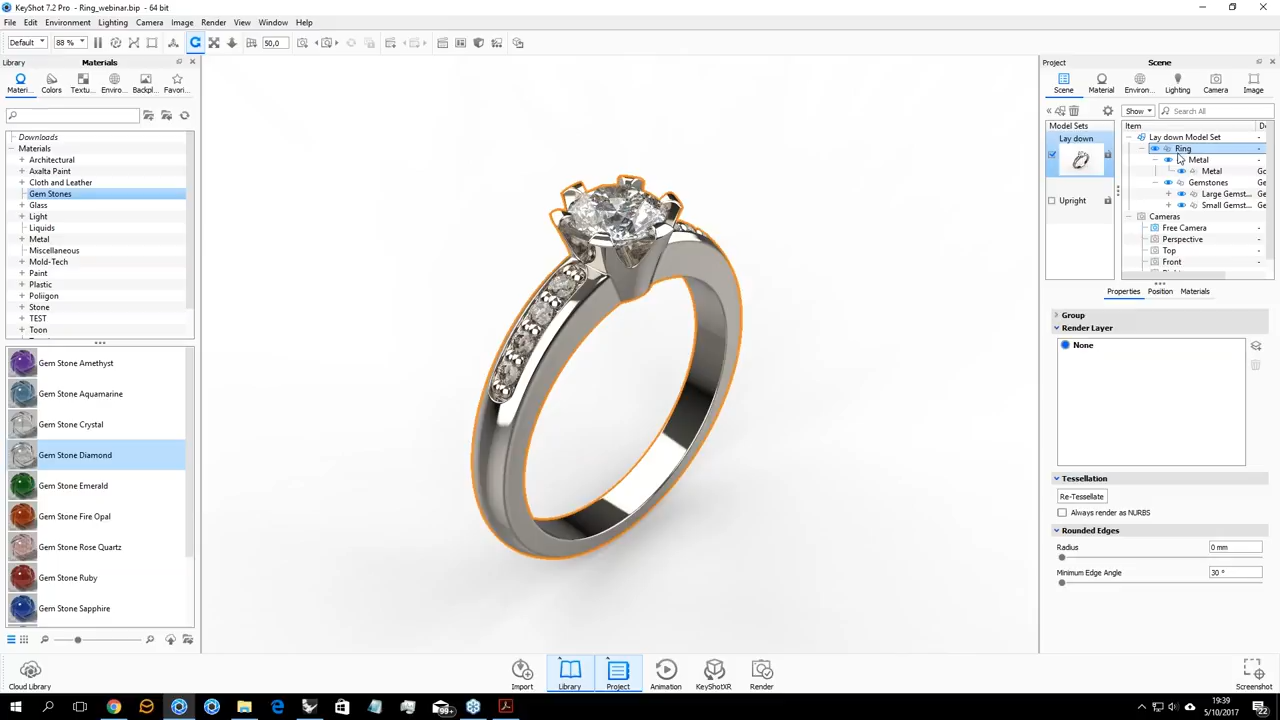 KeyShot 7.2 Pro - Ring_webinar.bip - 64 bit
File Edit Environment Lighting Camera Image Render View Window Help
Default 88 % 50,0
Library Materials
Materi... Colors Textu... Enviro... Backpl... Favori...
Downloads
Materials
Architectural
Axalta Paint
Cloth and Leather
Gem Stones
Glass
Light
Liquids
Metal
Miscellaneous
Mold-Tech
Paint
Plastic
Poliigon
Stone
TEST
Toon
Gem Stone Amethyst
Gem Stone Aquamarine
Gem Stone Crystal
Gem Stone Diamond
Gem Stone Emerald
Gem Stone Fire Opal
Gem Stone Rose Quartz
Gem Stone Ruby
Gem Stone Sapphire
Project Scene
Scene Material Environ... Lighting Camera Image
Show Search All
Model Sets
Lay down
Upright
Item
Lay down Model Set -
Ring -
Metal -
Metal Go
Gemstones Ge
Large Gemst... Ge
Small Gemst... Ge
Cameras -
Free Camera -
Perspective -
Top -
Front -
Properties Position Materials
Group
Render Layer
None
Tessellation
Re-Tessellate
Always render as NURBS
Rounded Edges
Radius 0 mm
Minimum Edge Angle 30 °
Cloud Library
Import Library Project Animation KeyShotXR Render
Screenshot
99+
19:39
5/10/2017
22